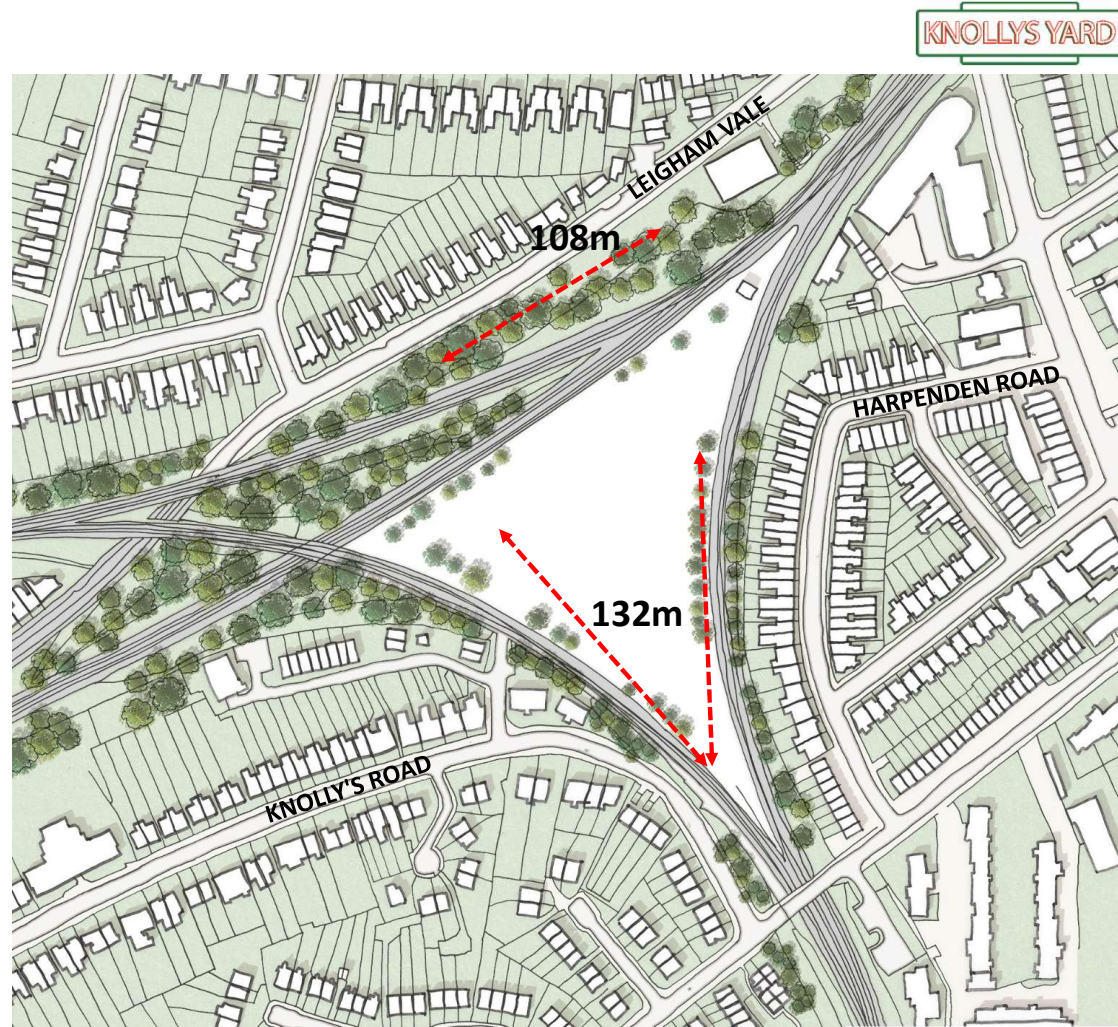 KNOLLYS YARD
LEIGHAM VALE
108m
HARPENDEN ROAD
132m
KNOLLY'S ROAD